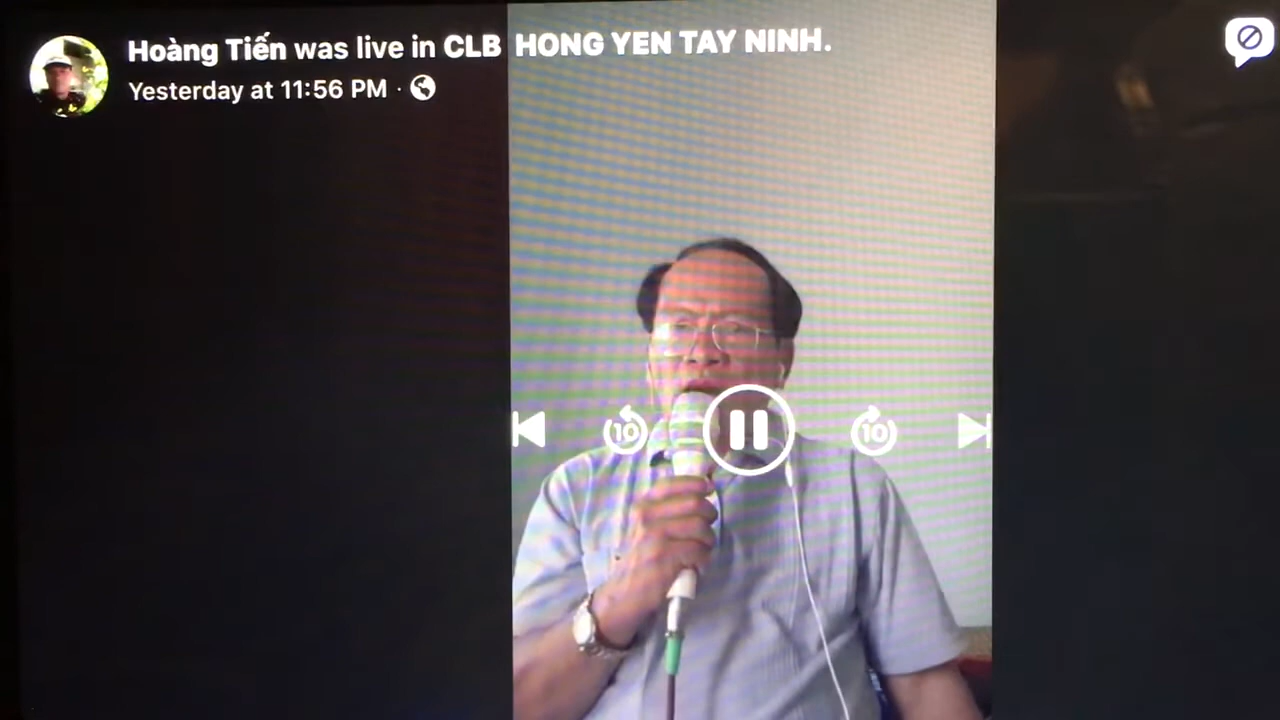 Hoàng Tiến was live in CLB HONG YEN TAY NINH.
Yesterday at 11:56 PM ·
10 10